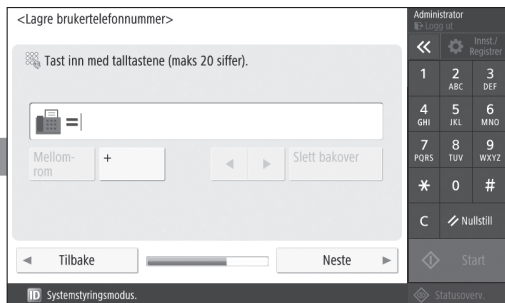 <Lagre brukertelefonnummer>
Tast inn med talltastene (maks 20 siffer).
=
Mellom-
rom
+
Slett bakover
Tilbake
Neste
ID Systemstyringsmodus.
Administrator
Logg ut
Innst./
Registrer
1
2
ABC
3
DEF
4
GHI
5
JKL
6
MNO
7
PQRS
8
TUV
9
WXYZ
*
0
#
C
Nullstill
Start
Statusoverv.